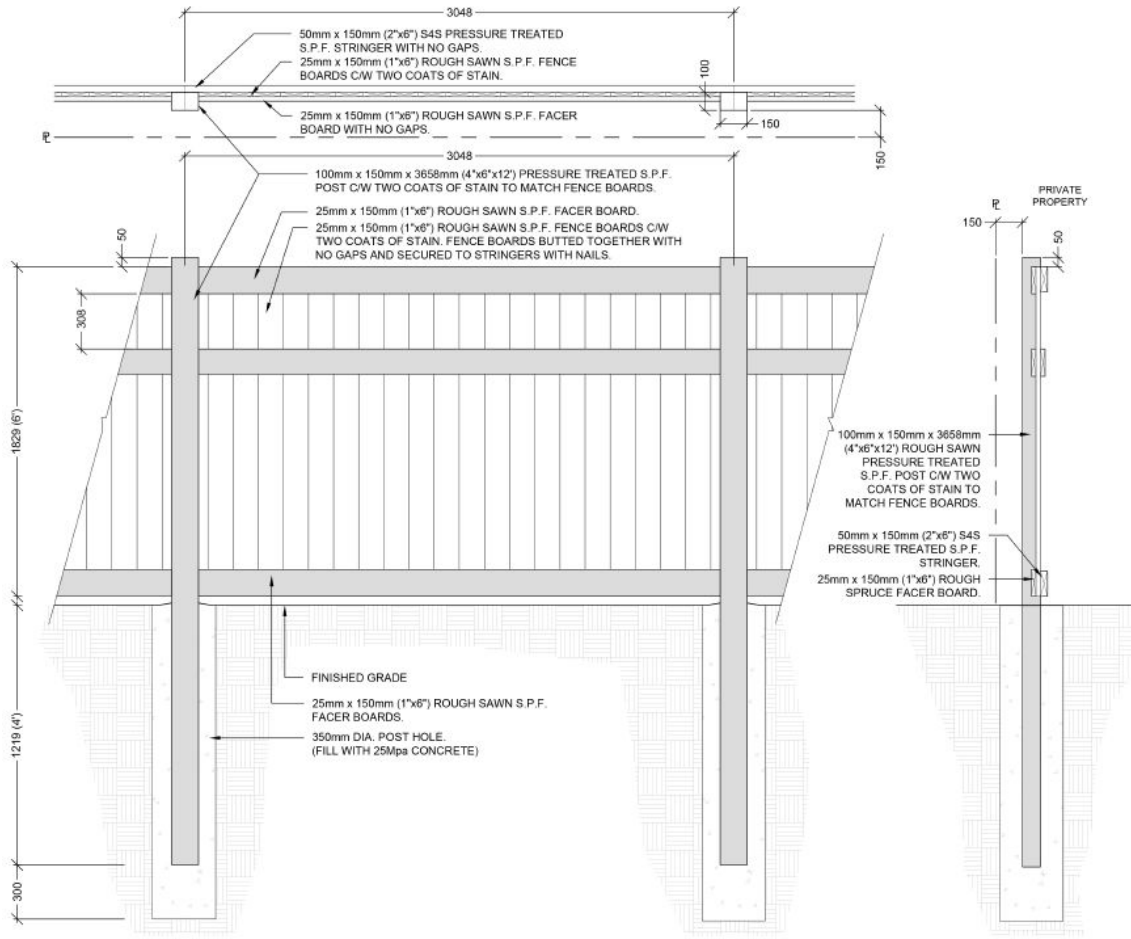 3048
50mm x 150mm (2"x6") S4S PRESSURE TREATED
S.P.F. STRINGER WITH NO GAPS.
25mm x 150mm (1"x6") ROUGH SAWN S.P.F. FENCE
BOARDS C/W TWO COATS OF STAIN.
100
25mm x 150mm (1"x6") ROUGH SAWN S.P.F. FACER
BOARD WITH NO GAPS.
150
150
PL
3048
100mm x 150mm x 3658mm (4"x6"x12') PRESSURE TREATED S.P.F.
POST C/W TWO COATS OF STAIN TO MATCH FENCE BOARDS.
25mm x 150mm (1"x6") ROUGH SAWN S.P.F. FACER BOARD.
25mm x 150mm (1"x6") ROUGH SAWN S.P.F. FENCE BOARDS C/W
TWO COATS OF STAIN. FENCE BOARDS BUTTED TOGETHER WITH
NO GAPS AND SECURED TO STRINGERS WITH NAILS.
50
308
1829 (6')
1219 (4')
300
FINISHED GRADE
25mm x 150mm (1"x6") ROUGH SAWN S.P.F.
FACER BOARDS.
350mm DIA. POST HOLE.
(FILL WITH 25Mpa CONCRETE)
PL
PRIVATE
PROPERTY
150
50
100mm x 150mm x 3658mm
(4"x6"x12') ROUGH SAWN
PRESSURE TREATED
S.P.F. POST C/W TWO
COATS OF STAIN TO
MATCH FENCE BOARDS.
50mm x 150mm (2"x6") S4S
PRESSURE TREATED S.P.F.
STRINGER.
25mm x 150mm (1"x6") ROUGH
SPRUCE FACER BOARD.